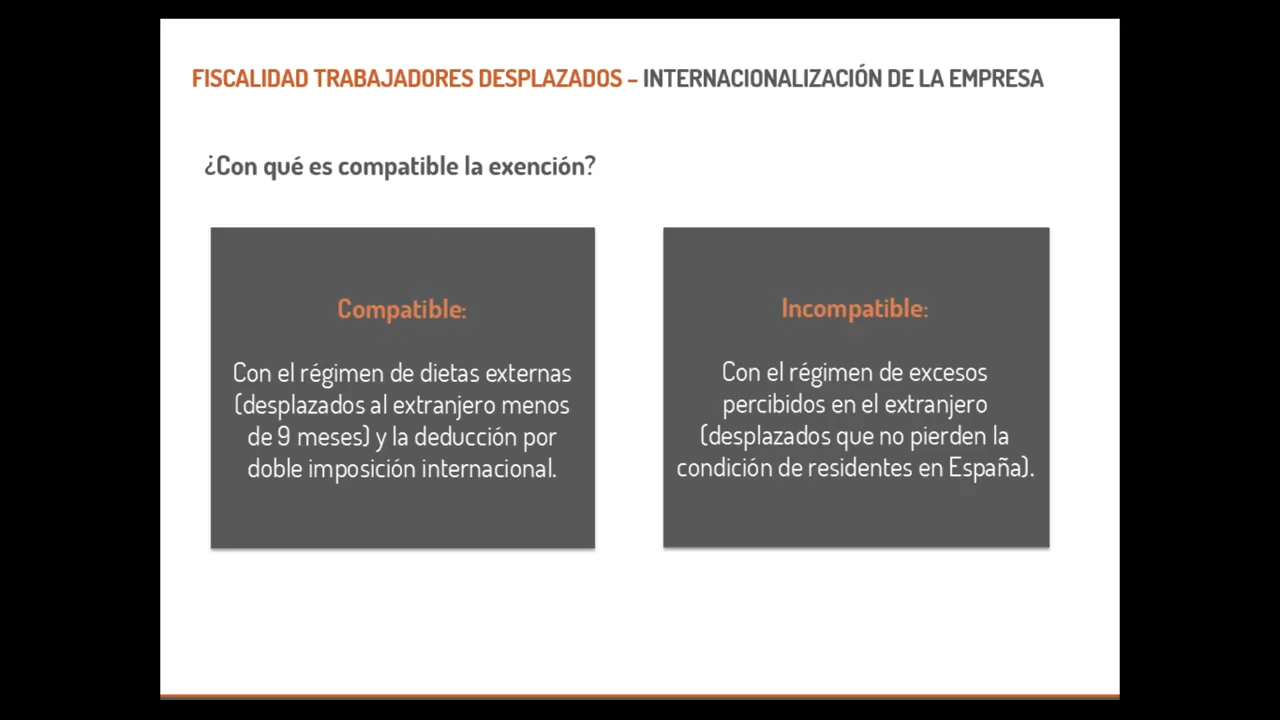 FISCALIDAD TRABAJADORES DESPLAZADOS – INTERNACIONALIZACIÓN DE LA EMPRESA
¿Con qué es compatible la exención?
Compatible:
Con el régimen de dietas externas
(desplazados al extranjero menos
de 9 meses) y la deducción por
doble imposición internacional.
Incompatible:
Con el régimen de excesos
percibidos en el extranjero
(desplazados que no pierden la
condición de residentes en España).